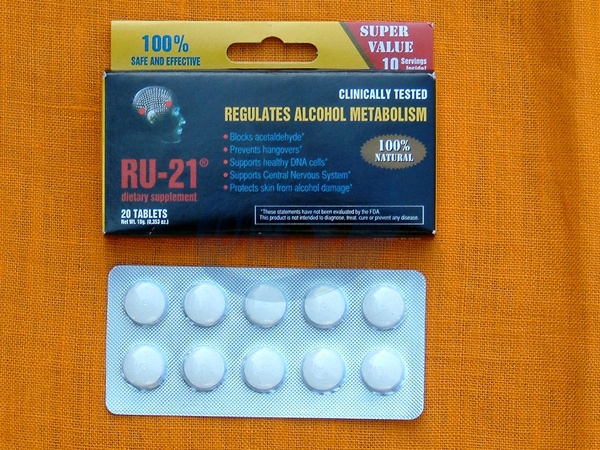 100%
SAFE AND EFFECTIVE
SUPER
VALUE
10 Servings
Inside!
CLINICALLY TESTED
REGULATES ALCOHOL METABOLISM
• Blocks acetaldehyde*
• Prevents hangovers*
• Supports healthy DNA cells*
• Supports Central Nervous System*
• Protects skin from alcohol damage*
100%
NATURAL
RU-21®
dietary supplement
20 TABLETS
Net Wt. 10g. (0,353 oz.)
*These statements have not been evaluated by the FDA.
This product is not intended to diagnose, treat, cure or prevent any disease.